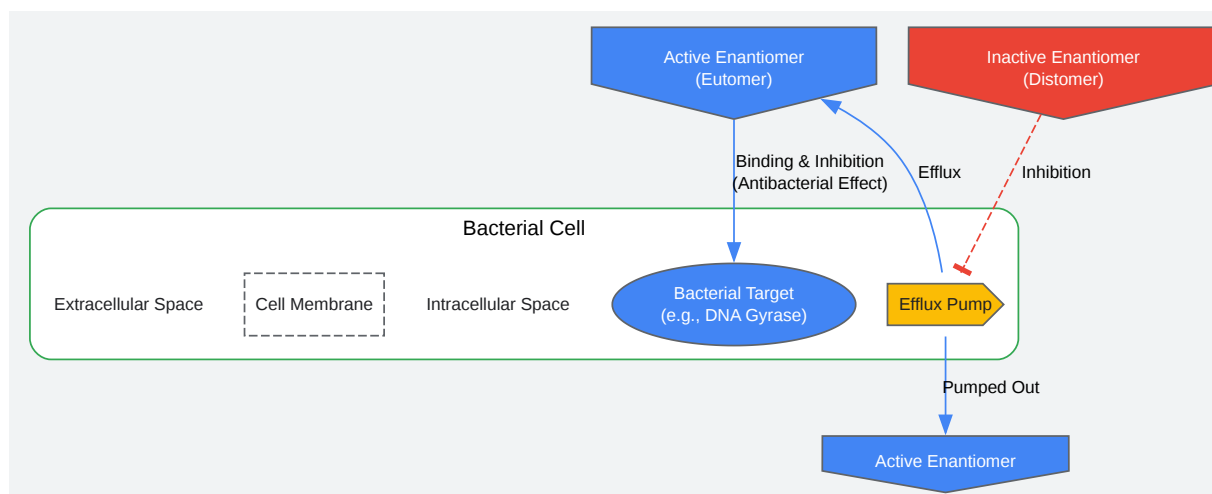 Active Enantiomer
(Eutomer)
Inactive Enantiomer
(Distomer)
Binding & Inhibition
(Antibacterial Effect)
Efflux
Inhibition
Bacterial Cell
Extracellular Space
Cell Membrane
Intracellular Space
Bacterial Target
(e.g., DNA Gyrase)
Efflux Pump
Pumped Out
Active Enantiomer